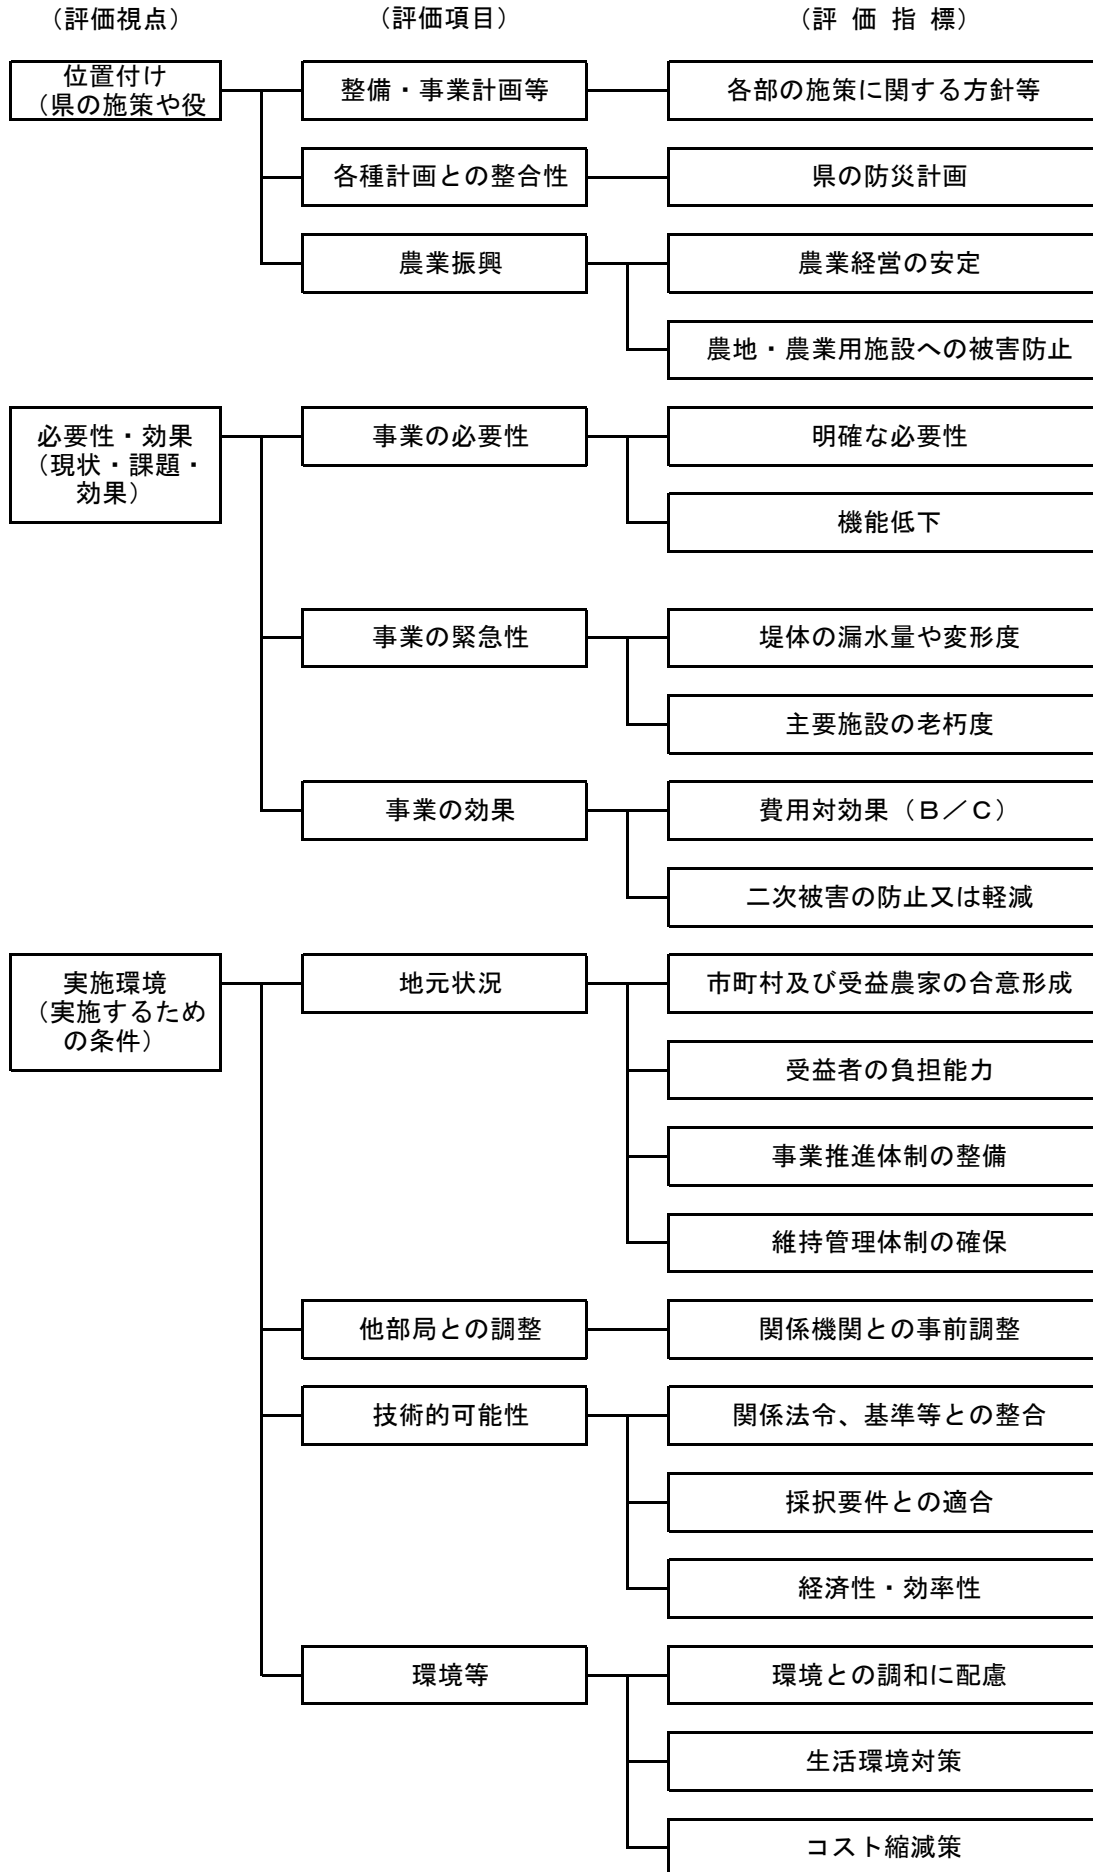 （評価視点）
（評価項目）
（評 価 指 標）
位置付け
（県の施策や役
整備・事業計画等
各部の施策に関する方針等
各種計画との整合性
県の防災計画
農業振興
農業経営の安定
農地・農業用施設への被害防止
必要性・効果
（現状・課題・
効果）
事業の必要性
明確な必要性
機能低下
事業の緊急性
堤体の漏水量や変形度
主要施設の老朽度
事業の効果
費用対効果（Ｂ／Ｃ）
二次被害の防止又は軽減
実施環境
（実施するため
の条件）
地元状況
市町村及び受益農家の合意形成
受益者の負担能力
事業推進体制の整備
維持管理体制の確保
他部局との調整
関係機関との事前調整
技術的可能性
関係法令、基準等との整合
採択要件との適合
経済性・効率性
環境等
環境との調和に配慮
生活環境対策
コスト縮減策